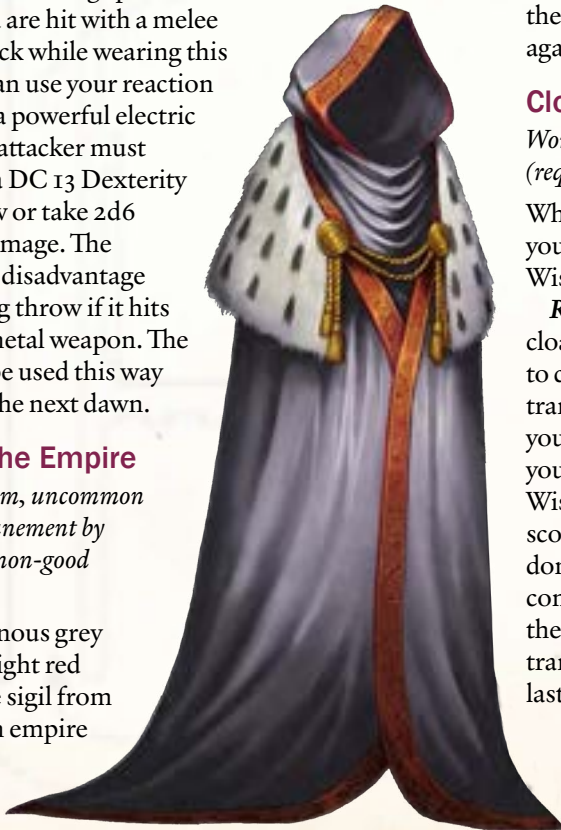 are hit with a melee
ck while wearing this
an use your reaction
a powerful electric
attacker must
DC 13 Dexterity
w or take 2d6
mage. The
disadvantage
g throw if it hits
netal weapon. The
be used this way
he next dawn.
he Empire
m, uncommon
nement by
non-good
nous grey
ight red
e sigil from
n empire
the
aga
Clo
Wor
(req
Wh
you
Wis
R
cloa
to c
tran
you
you
Wis
sco
don
con
the
tran
last